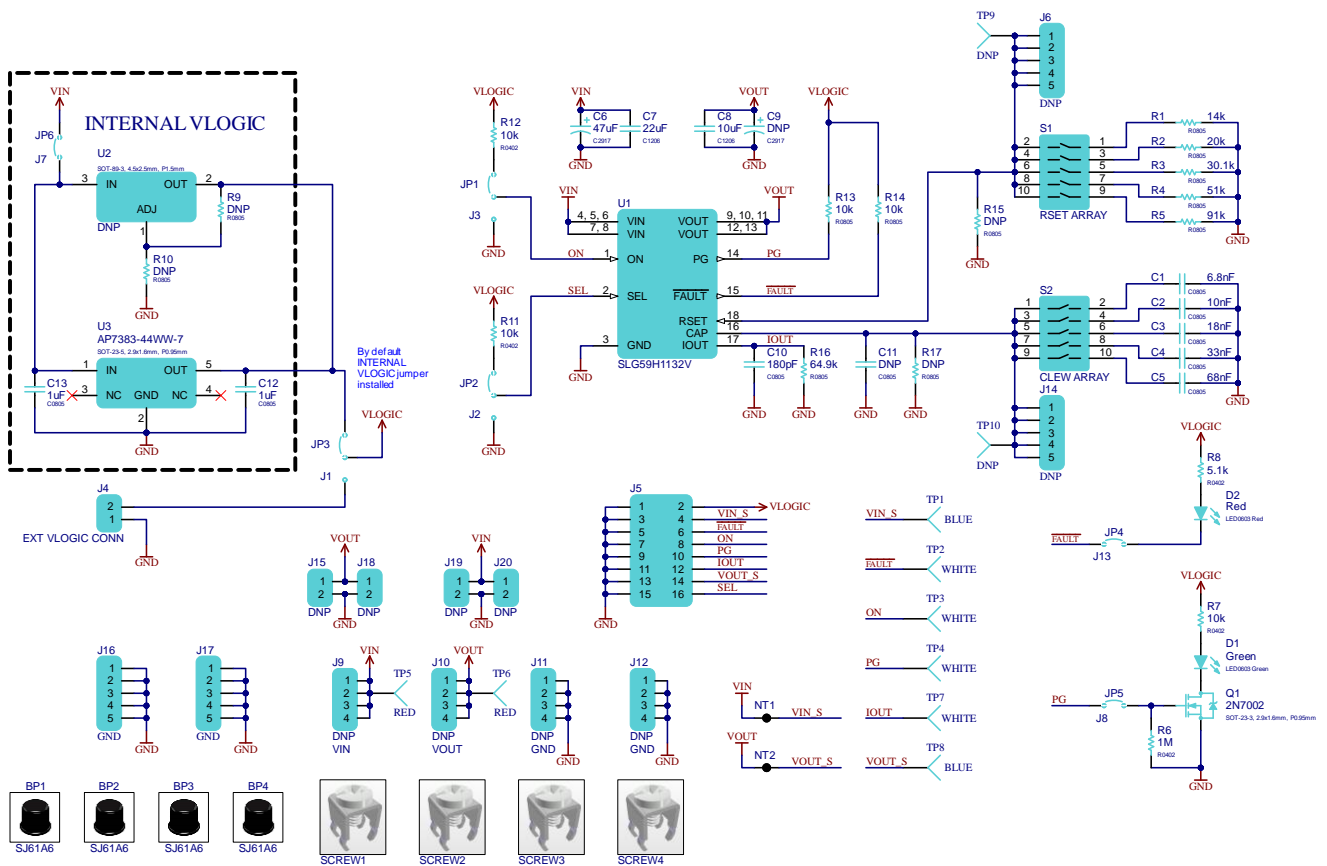 VIN
INTERNAL VLOGIC
JP6
J7
U2
SOT-89-3, 4.5x2.5mm, P1.5mm
3 IN OUT 2
ADJ
1
DNP
R9
DNP
R0805
R10
DNP
R0805
GND
U3
AP7383-44WW-7
SOT-23-5, 2.9x1.6mm, P0.95mm
1 IN OUT 5
3 NC GND NC 4
2
C13
1uF
C0805
C12
1uF
C0805
GND
By default
INTERNAL
VLOGIC jumper
installed
VLOGIC
JP3
J1
J4
2
1
EXT VLOGIC CONN
GND
VLOGIC
R12
10k
R0402
JP1
J3
GND
ON
VLOGIC
R11
10k
R0402
JP2
J2
GND
SEL
VIN
C6
47uF
C2917
C7
22uF
C1206
GND
VOUT
C8
10uF
C1206
C9
DNP
C2917
GND
VLOGIC
R13
10k
R0805
R14
10k
R0805
VIN
VOUT
U1
4, 5, 6 VIN VOUT 9, 10, 11
7, 8 VIN VOUT 12, 13
1 ON PG 14
PG
2 SEL FAULT 15
FAULT
RSET 18
CAP 16
3 GND IOUT 17
IOUT
SLG59H1132V
GND
C10
180pF
C0805
R16
64.9k
R0805
C11
DNP
C0805
R17
DNP
R0805
GND
GND
GND
GND
TP9
DNP
J6
1
2
3
4
5
DNP
R15
DNP
R0805
GND
S1
2 1
4 3
6 5
8 7
10 9
RSET ARRAY
R1 14k
R0805
R2 20k
R0805
R3 30.1k
R0805
R4 51k
R0805
R5 91k
R0805
GND
S2
1 2
3 4
5 6
7 8
9 10
CLEW ARRAY
C1 6.8nF
C0805
C2 10nF
C0805
C3 18nF
C0805
C4 33nF
C0805
C5 68nF
C0805
GND
J14
1
2
3
4
5
DNP
TP10
DNP
VLOGIC
R8
5.1k
R0402
D2
Red
LED0603 Red
FAULT
JP4
J13
VLOGIC
R7
10k
R0402
D1
Green
LED0603 Green
Q1
2N7002
SOT-23-3, 2.9x1.6mm, P0.95mm
PG
JP5
J8
R6
1M
R0402
GND
J5
1 2 VLOGIC
3 4 VIN_S
5 6 FAULT
7 8 ON
9 10 PG
11 12 IOUT
13 14 VOUT_S
15 16 SEL
GND
VIN_S
TP1
BLUE
FAULT
TP2
WHITE
ON
TP3
WHITE
PG
TP4
WHITE
IOUT
TP7
WHITE
VOUT_S
TP8
BLUE
VIN
NT1
VIN_S
VOUT
NT2
VOUT_S
VOUT
J15 J18
1 1
2 2
DNP DNP
GND
VIN
J19 J20
1 1
2 2
DNP DNP
GND
J16
1
2
3
4
5
GND
GND
J17
1
2
3
4
5
GND
GND
VIN
J9
1
2
3
4
DNP
VIN
TP5
RED
VOUT
J10
1
2
3
4
DNP
VOUT
TP6
RED
J11
1
2
3
4
DNP
GND
GND
J12
1
2
3
4
DNP
GND
GND
BP1
SJ61A6
BP2
SJ61A6
BP3
SJ61A6
BP4
SJ61A6
SCREW1
SCREW2
SCREW3
SCREW4